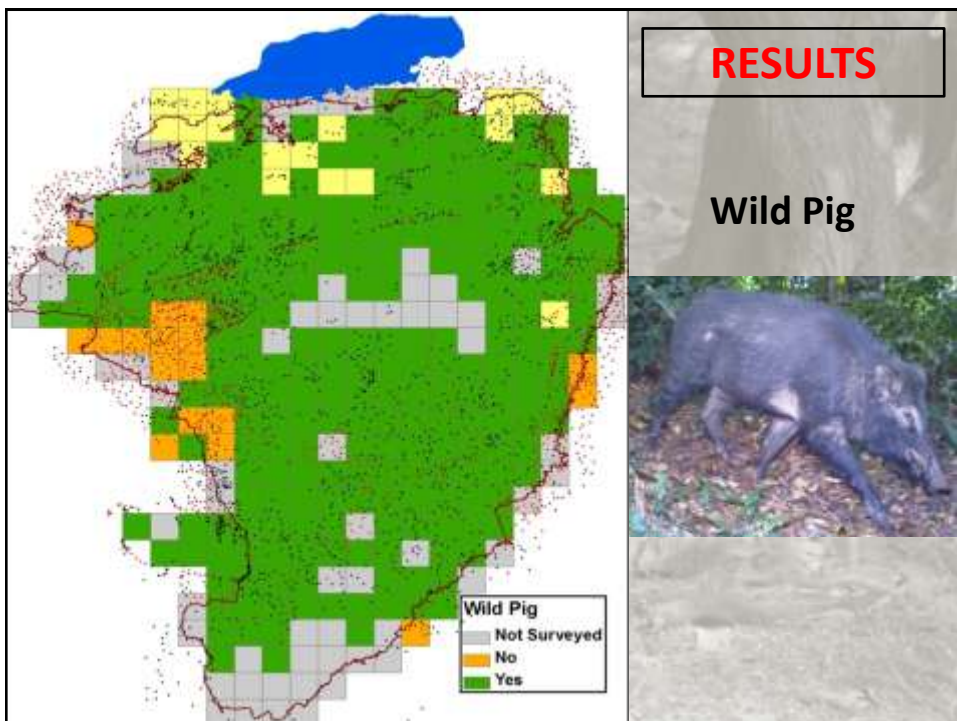 RESULTS
Wild Pig
Wild Pig
Not Surveyed
No
Yes